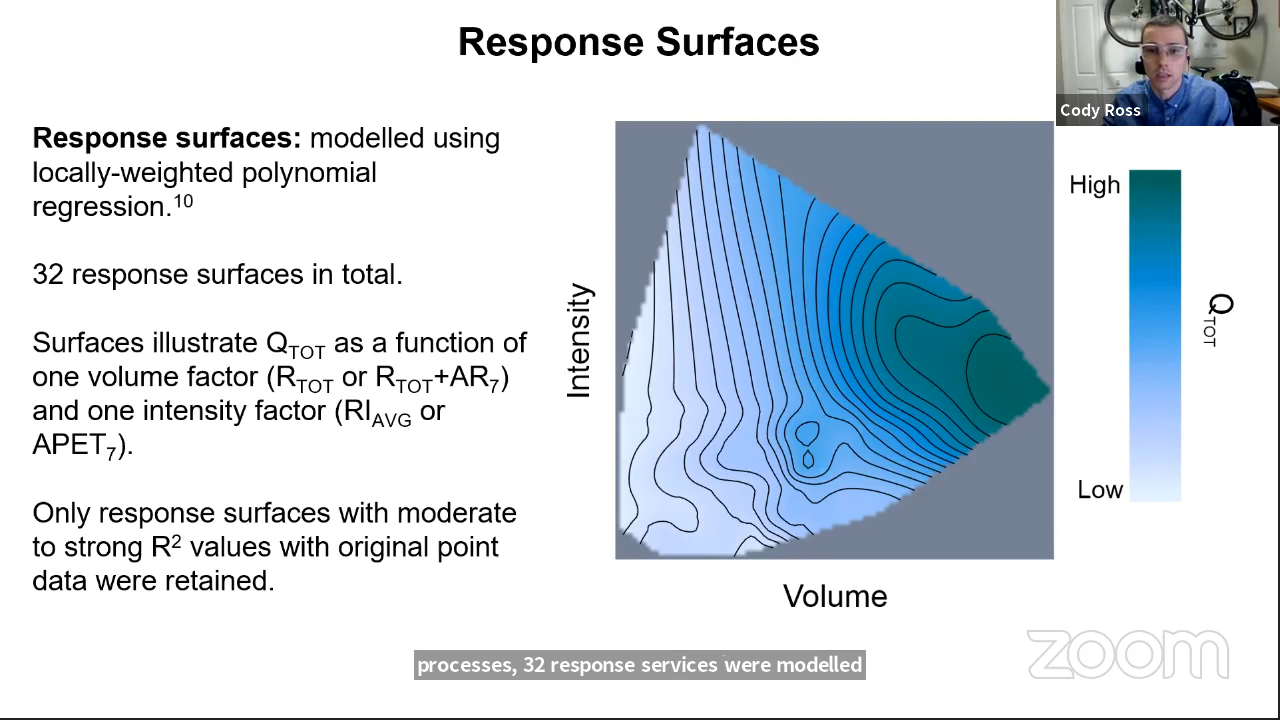 Response Surfaces
Cody Ross
Response surfaces: modelled using
locally-weighted polynomial
regression.¹⁰
32 response surfaces in total.
Surfaces illustrate Q_TOT as a function of
one volume factor (R_TOT or R_TOT+AR₇)
and one intensity factor (RI_AVG or
APET₇).
Only response surfaces with moderate
to strong R² values with original point
data were retained.
Intensity
Volume
High
Low
Q_TOT
processes, 32 response services were modelled
zoom